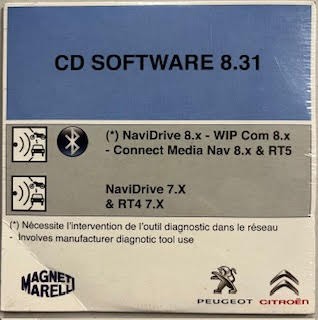 CD SOFTWARE 8.31
(*) NaviDrive 8.x - WIP Com 8.x
- Connect Media Nav 8.x & RT5
NaviDrive 7.X
& RT4 7.X
(*) Nécessite l'intervention de l'outil diagnostic dans le réseau
- Involves manufacturer diagnotic tool use
MAGNETI
MARELLI
PEUGEOT CITROËN